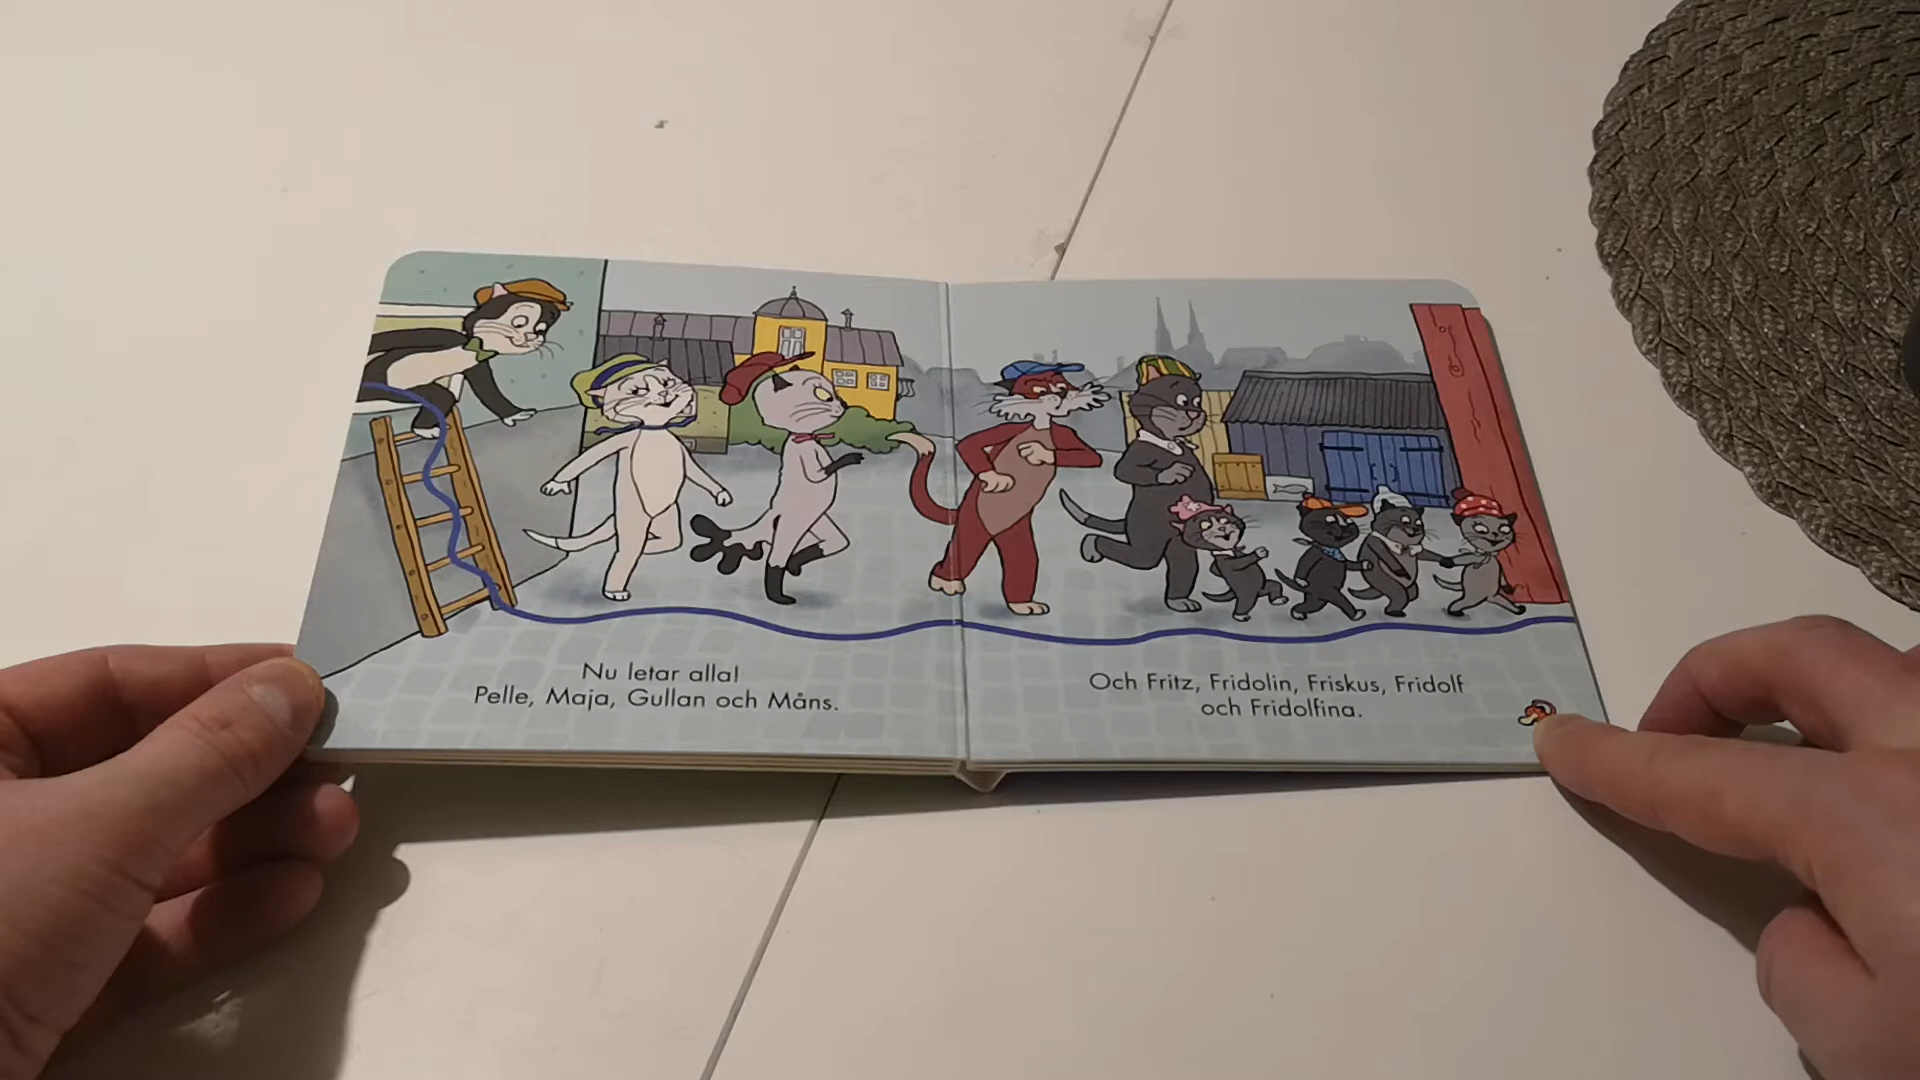 Nu letar alla!
Pelle, Maja, Gullan och Måns.
Och Fritz, Fridolin, Friskus, Fridolf
och Fridolfina.